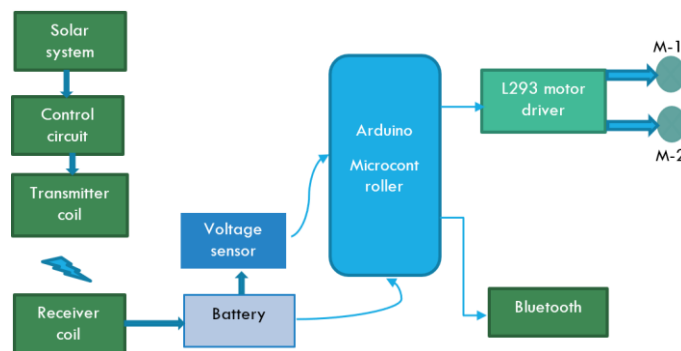 Solar
system
Control
circuit
Transmitter
coil
Receiver
coil
Voltage
sensor
Battery
Arduino
Microcont
roller
L293 motor
driver
M-1
M-2
Bluetooth